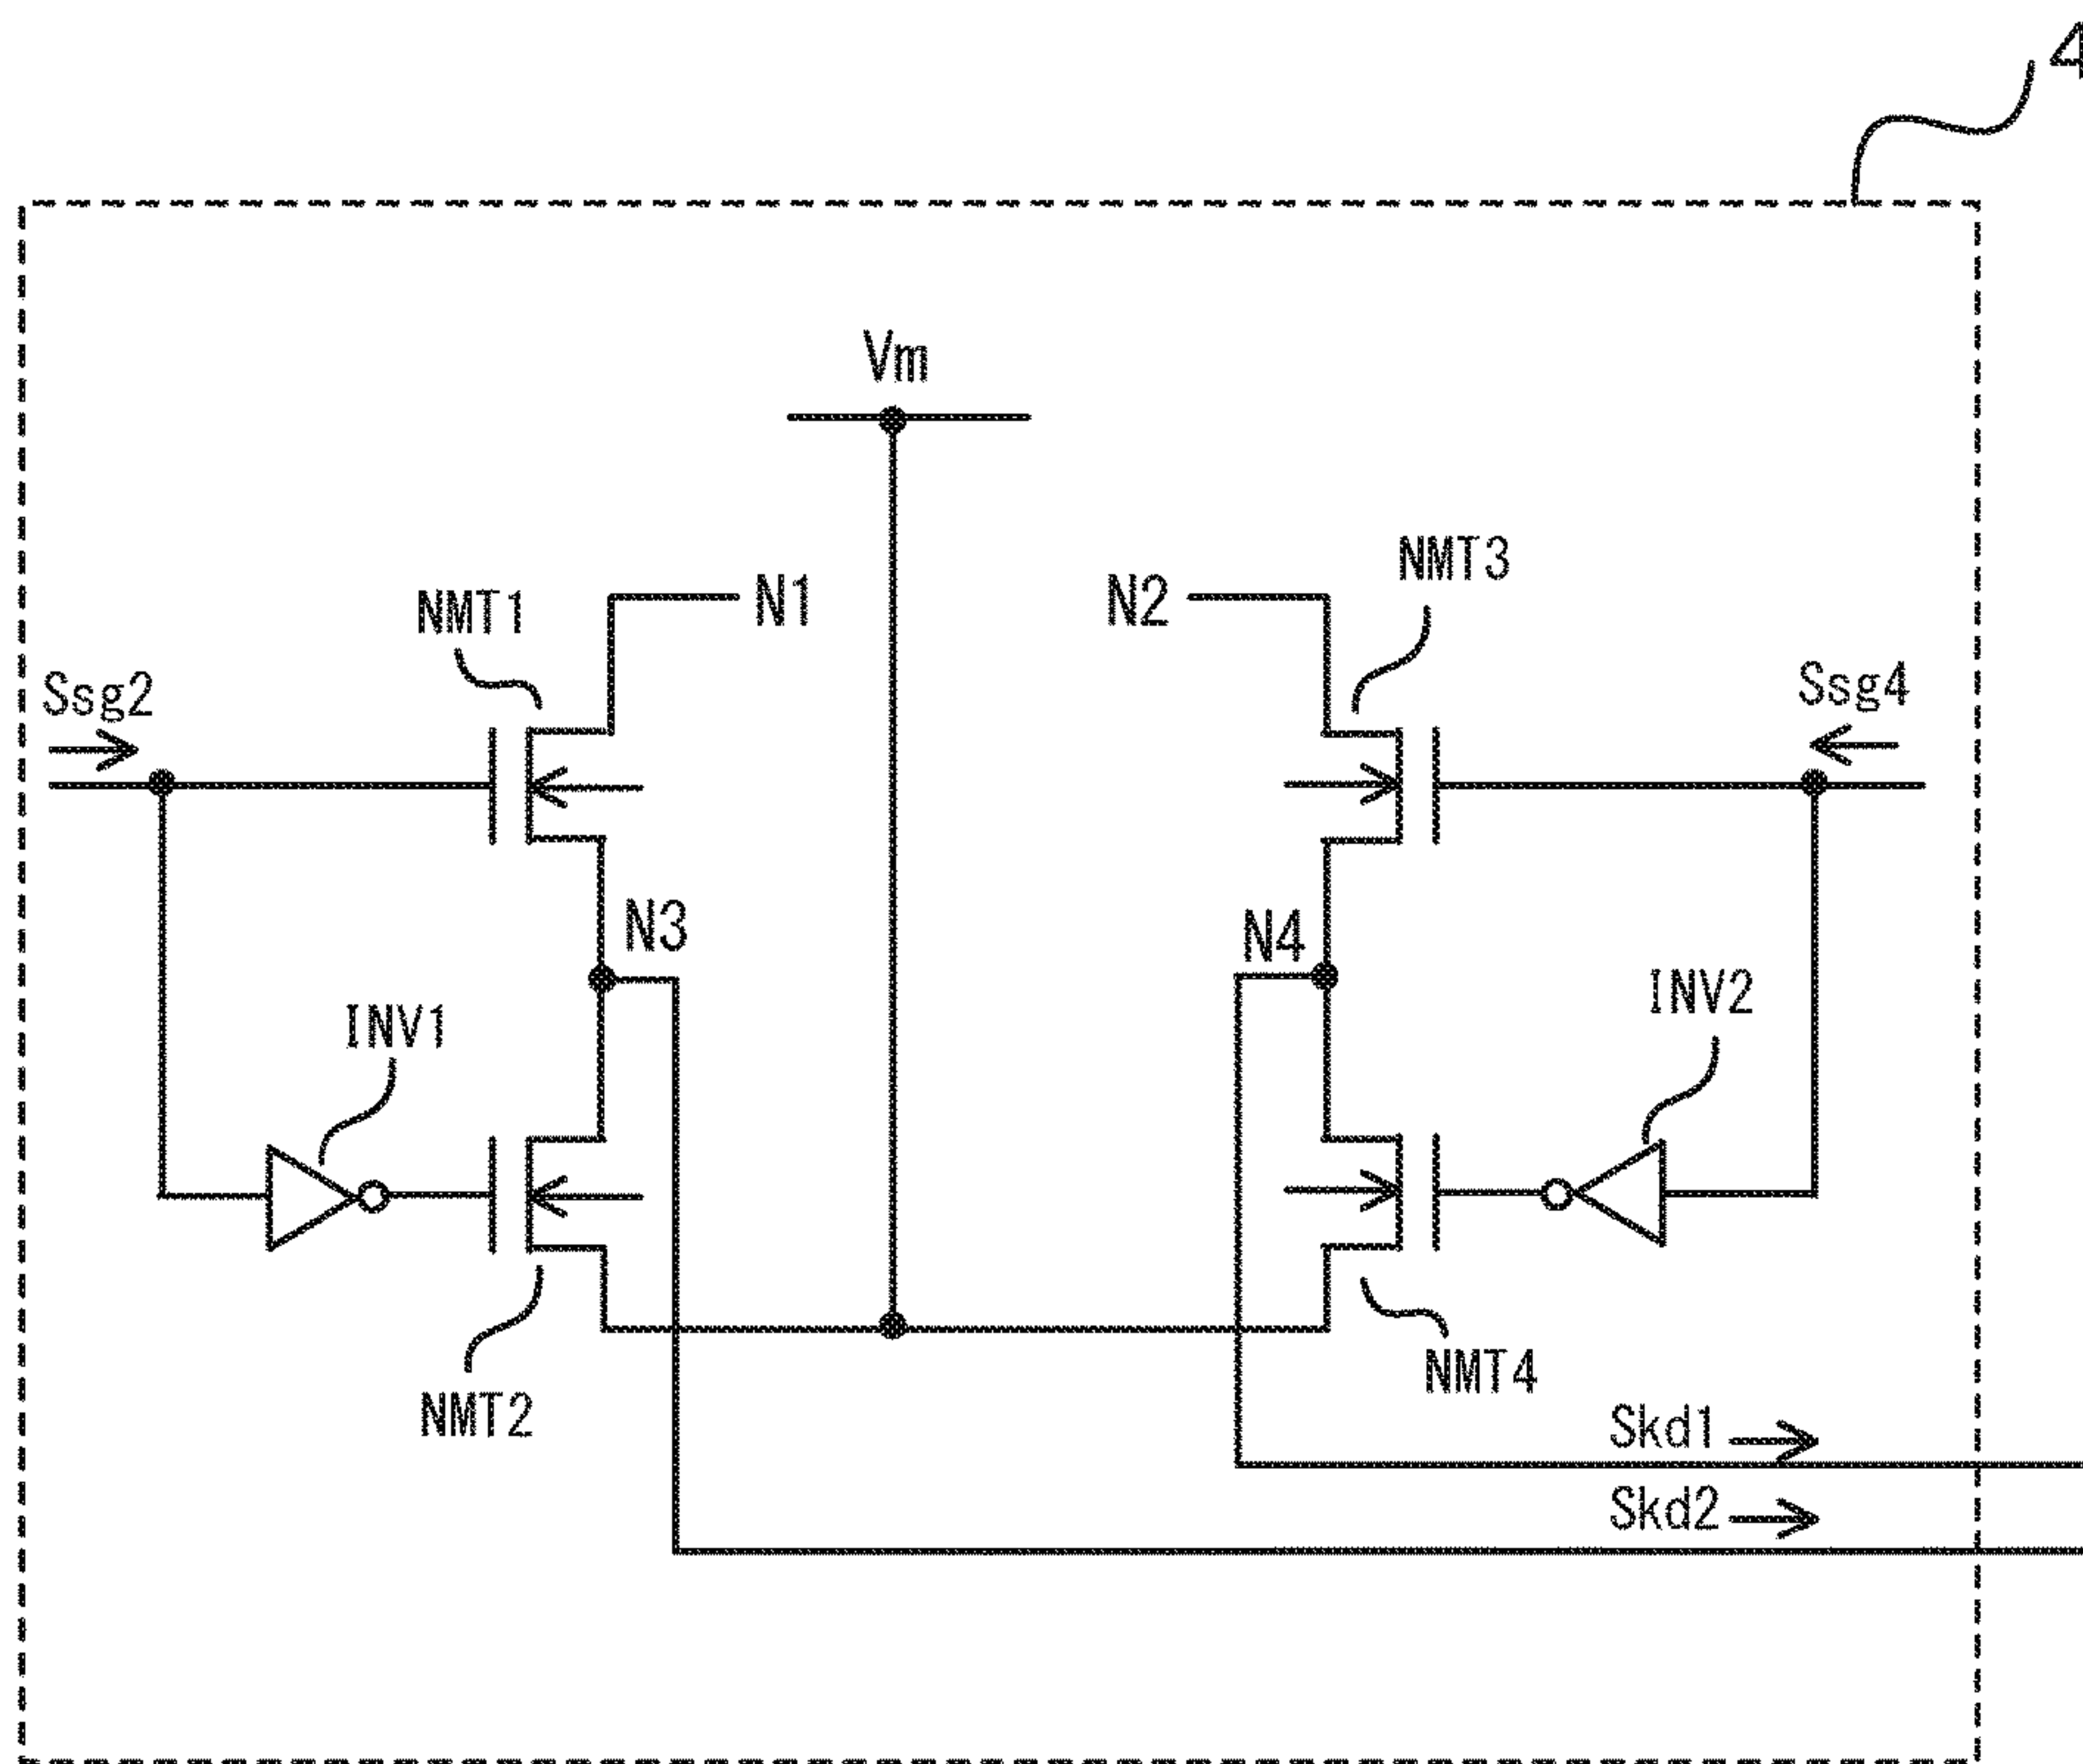 4
Vm
NMT3
NMT1
N1
N2
Ssg2
Ssg4
N3
N4
INV1
INV2
NMT4
NMT2
Skd1
Skd2